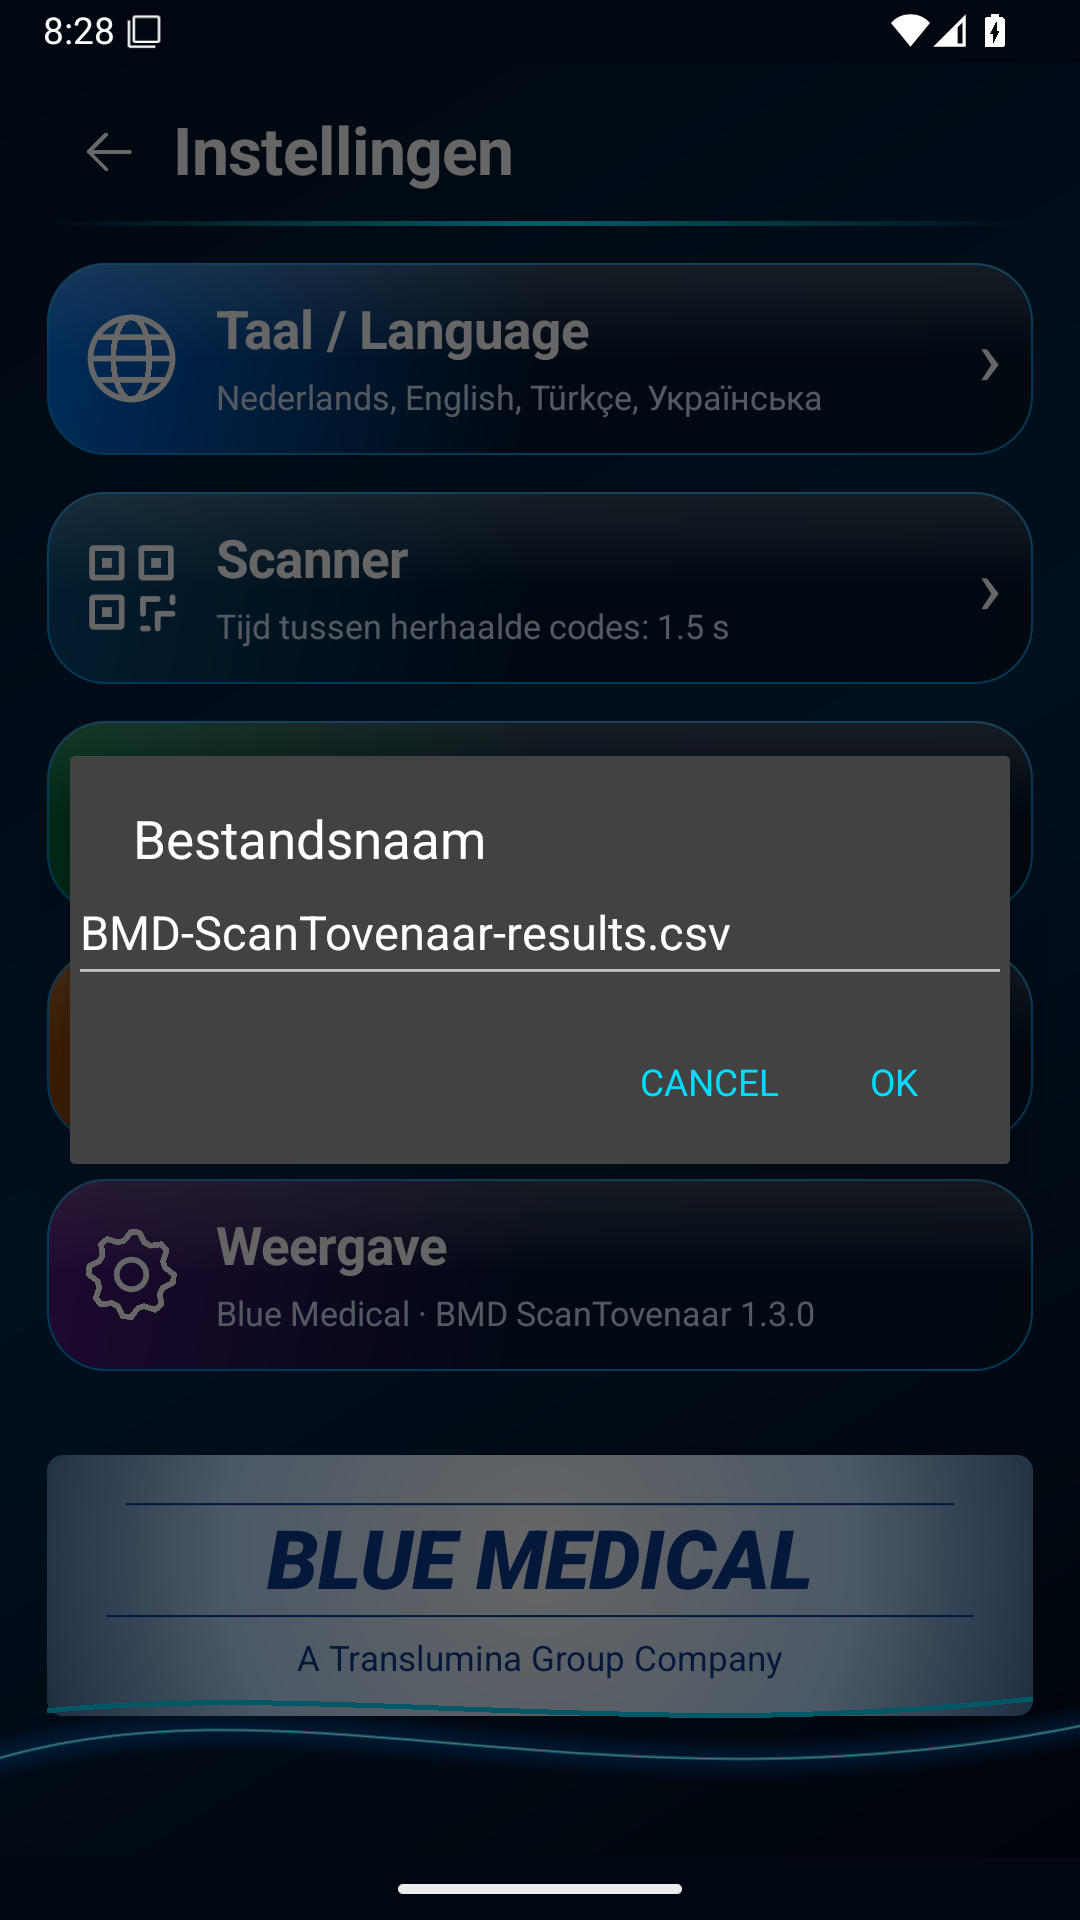 8:28
Instellingen
Taal / Language
Nederlands, English, Türkçe, Українська
Scanner
Tijd tussen herhaalde codes: 1.5 s
Bestandsnaam
BMD-ScanTovenaar-results.csv
CANCEL OK
Weergave
Blue Medical · BMD ScanTovenaar 1.3.0
BLUE MEDICAL
A Translumina Group Company